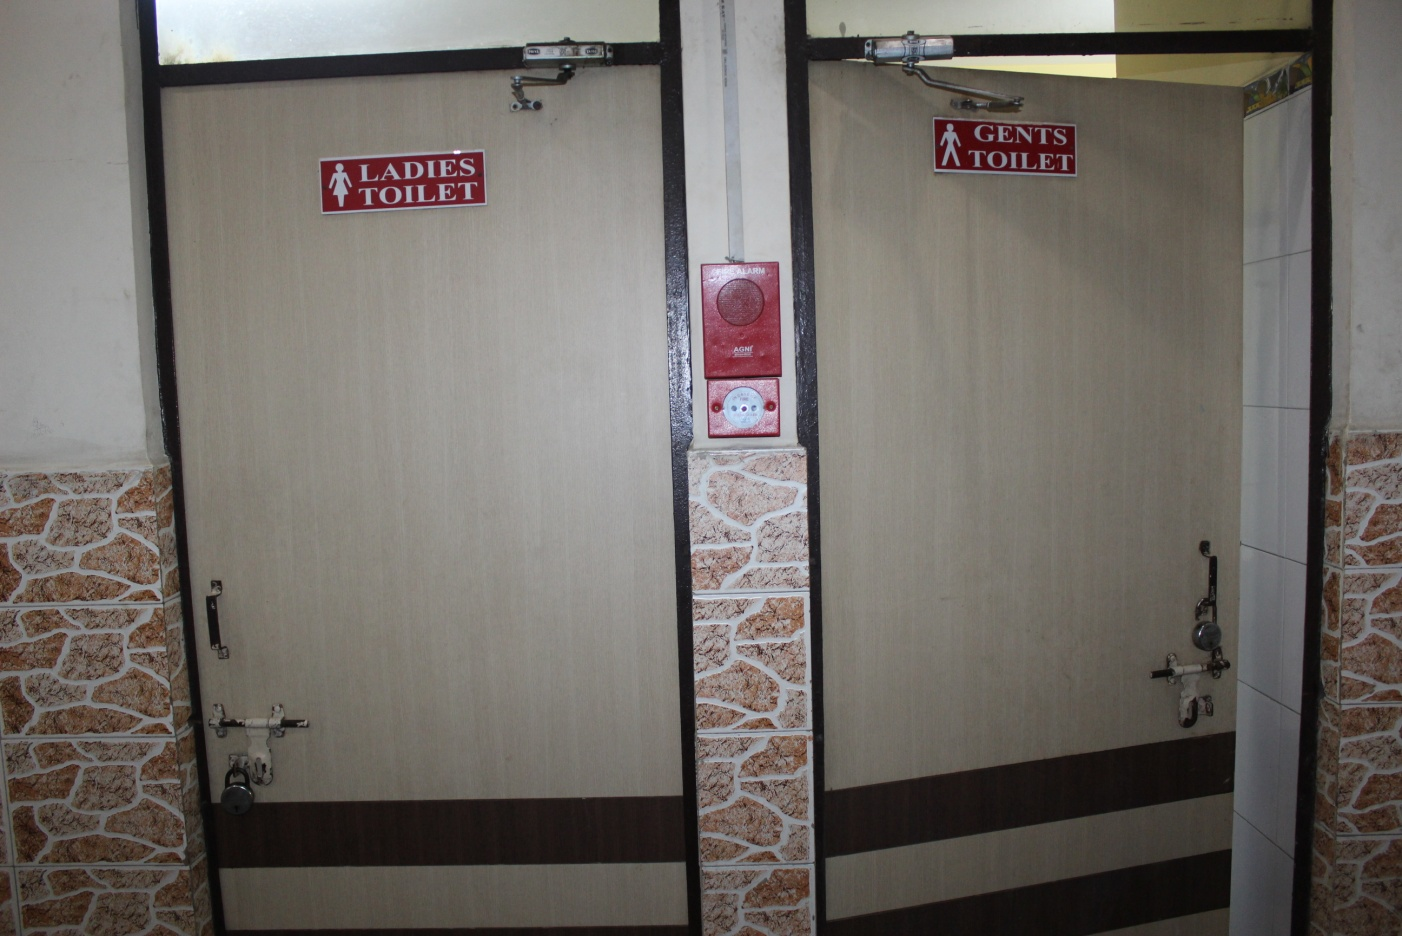 LADIES
TOILET
FIRE ALARM
AGNI
GENTS
TOILET